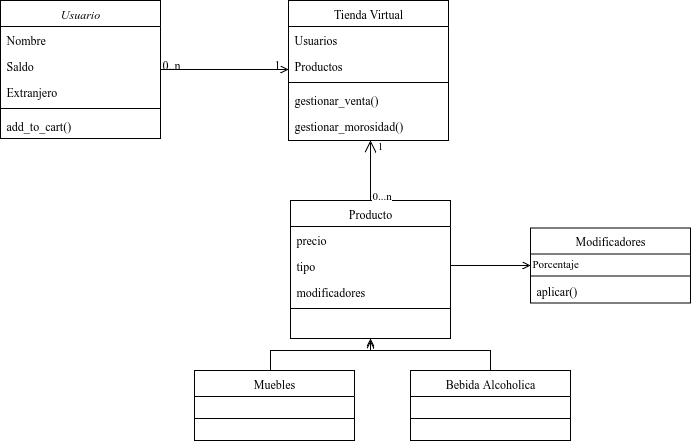 Usuario
Nombre
Saldo
Extranjero
add_to_cart()
0..n
1
Tienda Virtual
Usuarios
Productos
gestionar_venta()
gestionar_morosidad()
1
0...n
Producto
precio
tipo
modificadores
Modificadores
Porcentaje
aplicar()
Muebles
Bebida Alcoholica